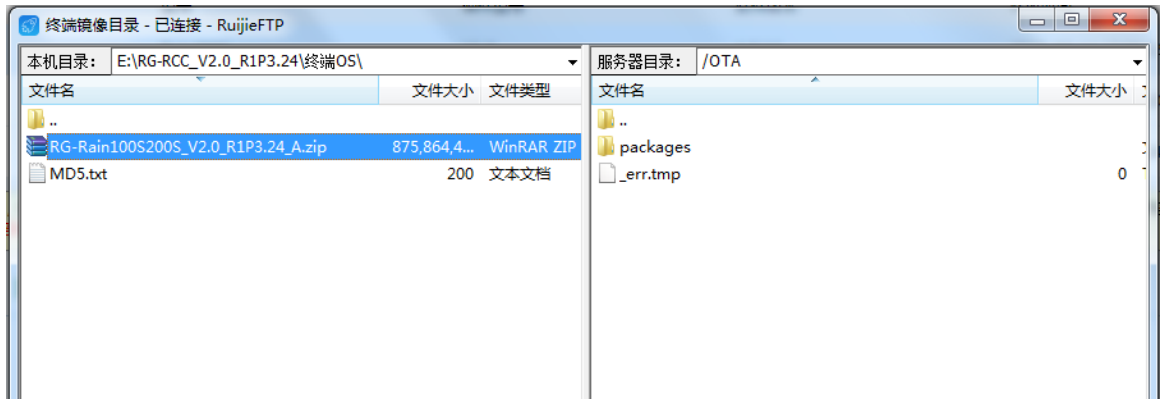 终端镜像目录 - 已连接 - RuijieFTP
本机目录： E:\RG-RCC_V2.0_R1P3.24\终端OS\
文件名 文件大小 文件类型
..
RG-Rain100S200S_V2.0_R1P3.24_A.zip 875,864,4... WinRAR ZIP
MD5.txt 200 文本文档
服务器目录： /OTA
文件名 文件大小
..
packages
_err.tmp 0